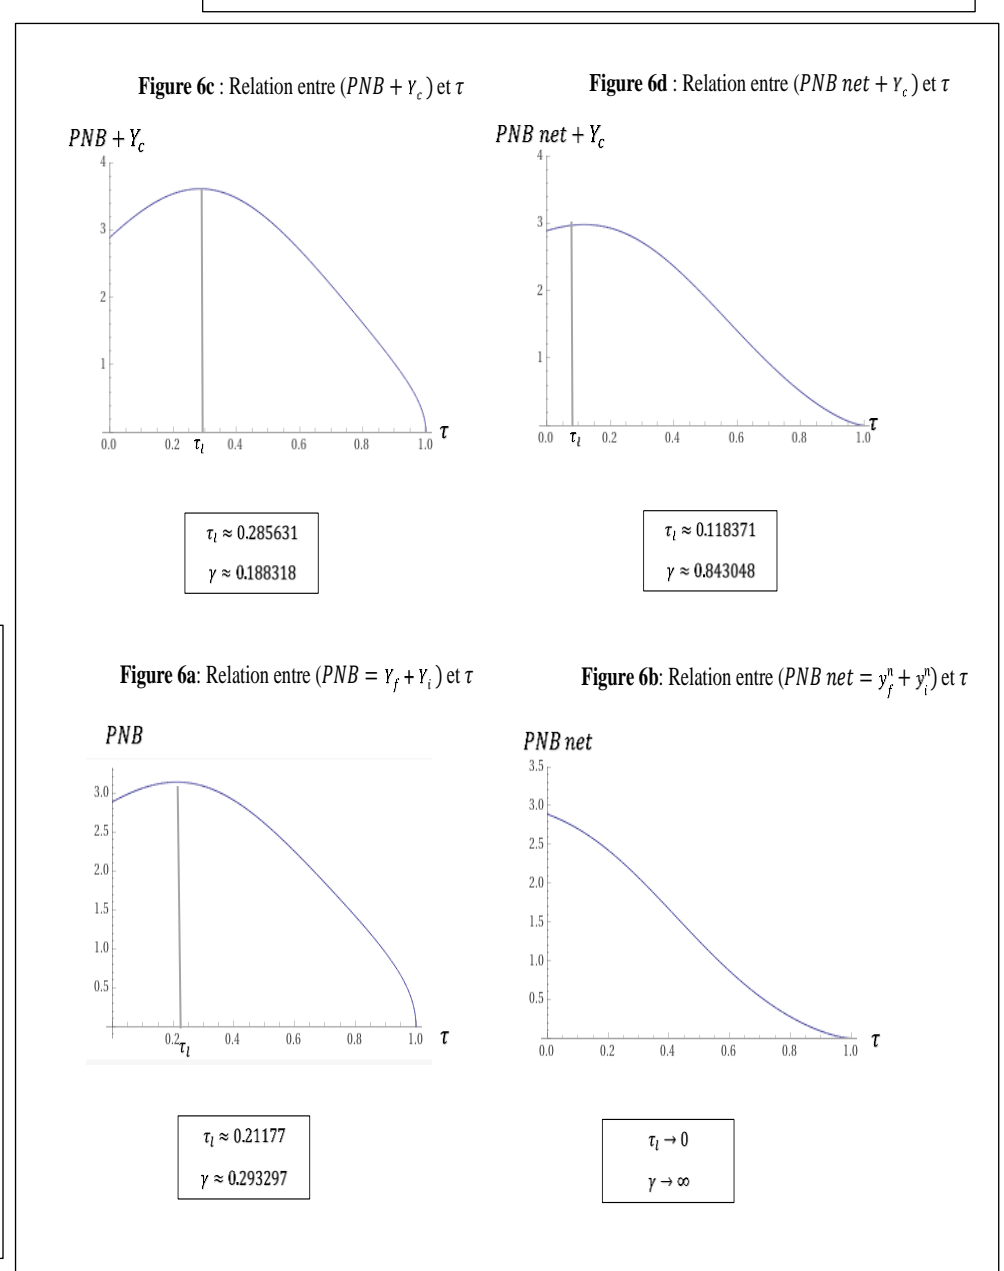 Figure 6c : Relation entre (PNB + Y_c) et τ
PNB + Y_c
4
3
2
1
0.0 0.2 τ_l 0.4 0.6 0.8 1.0 τ
τ_l ≈ 0.285631
γ ≈ 0.188318
Figure 6d : Relation entre (PNB net + Y_c) et τ
PNB net + Y_c
4
3
2
1
0.0 τ_l 0.2 0.4 0.6 0.8 1.0 τ
τ_l ≈ 0.118371
γ ≈ 0.843048
Figure 6a: Relation entre (PNB = Y_f + Y_i) et τ
PNB
3.0
2.5
2.0
1.5
1.0
0.5
0.2 τ_l 0.4 0.6 0.8 1.0 τ
τ_l ≈ 0.21177
γ ≈ 0.293297
Figure 6b: Relation entre (PNB net = y_f^n + y_i^n) et τ
PNB net
3.5
3.0
2.5
2.0
1.5
1.0
0.5
0.0 0.2 0.4 0.6 0.8 1.0 τ
τ_l → 0
γ → ∞